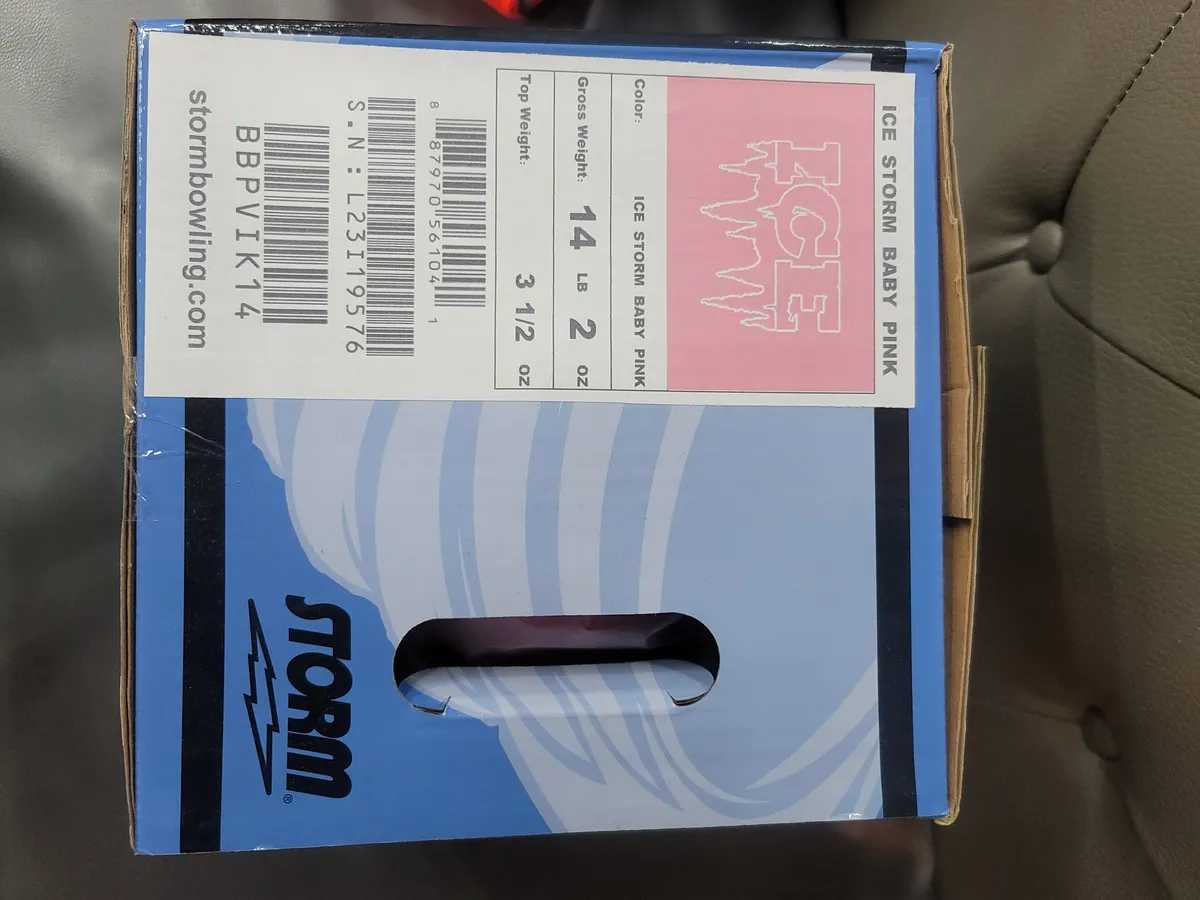 ICE STORM BABY PINK
ICE
Color: ICE STORM BABY PINK
Gross Weight: 14 LB 2 OZ
Top Weight: 3 1/2 OZ
8 87970 56104 1
S.N: L23I19576
BBPVIK14
stormbowling.com
STORM®